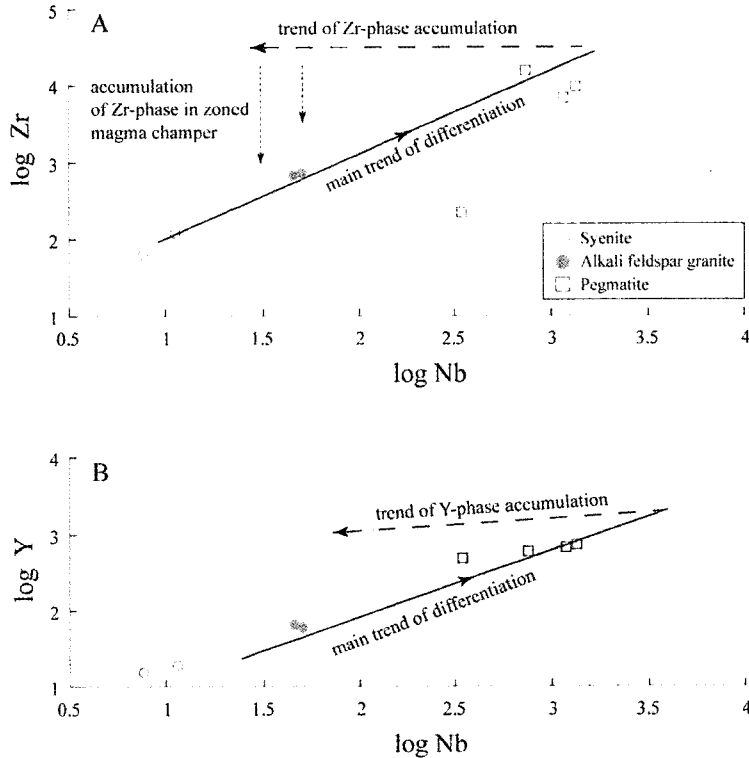 A
trend of Zr-phase accumulation
accumulation
of Zr-phase in zoned
magma champer
main trend of differentiation
log Zr
5
4
3
2
1
0.5
1
1.5
2
2.5
3
3.5
4
log Nb
Syenite
Alkali feldspar granite
Pegmatite
B
trend of Y-phase accumulation
main trend of differentiation
log Y
4
3
2
1
0.5
1
1.5
2
2.5
3
3.5
4
log Nb